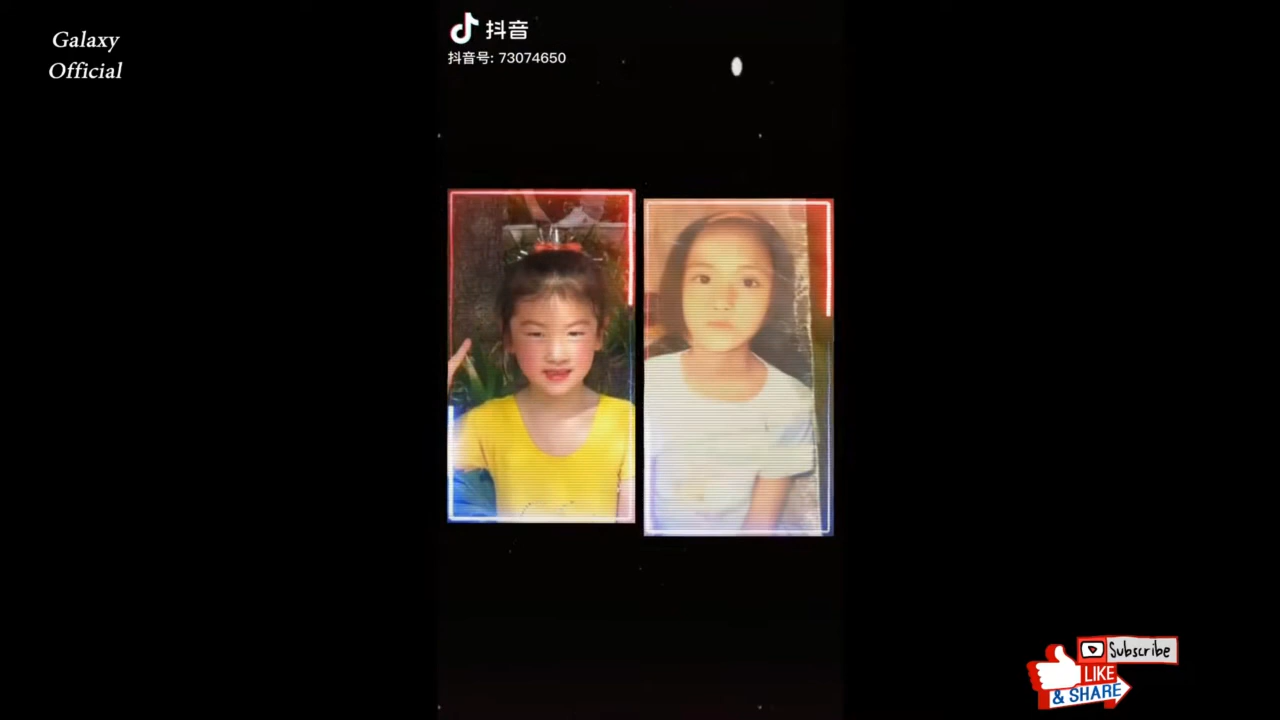 Galaxy
Official
抖音
抖音号: 73074650
Subscribe
LIKE
& SHARE